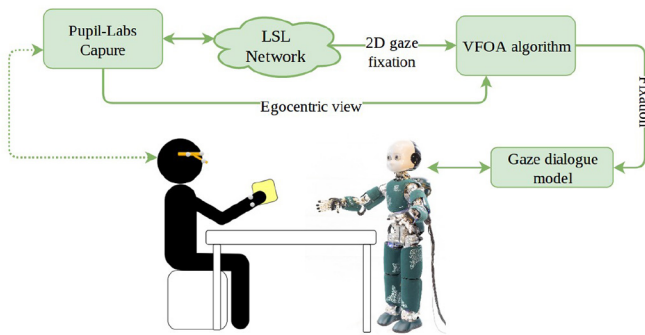 Pupil-Labs
Capure
LSL
Network
2D gaze
fixation
VFOA algorithm
Egocentric view
Fixation
Gaze dialogue
model